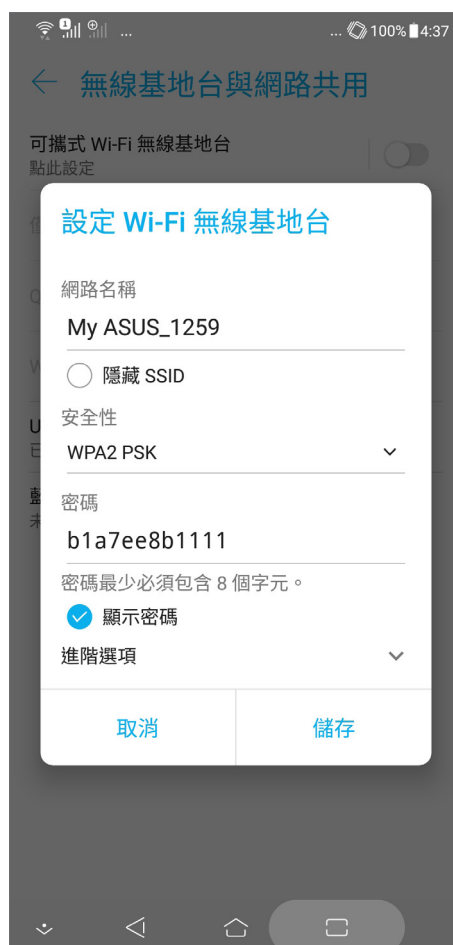 1 ... ... 100% 4:37
無線基地台與網路共用
可攜式 Wi-Fi 無線基地台
點此設定
設定 Wi-Fi 無線基地台
網路名稱
My ASUS_1259
隱藏 SSID
安全性
WPA2 PSK
密碼
b1a7ee8b1111
密碼最少必須包含 8 個字元。
顯示密碼
進階選項
取消 儲存